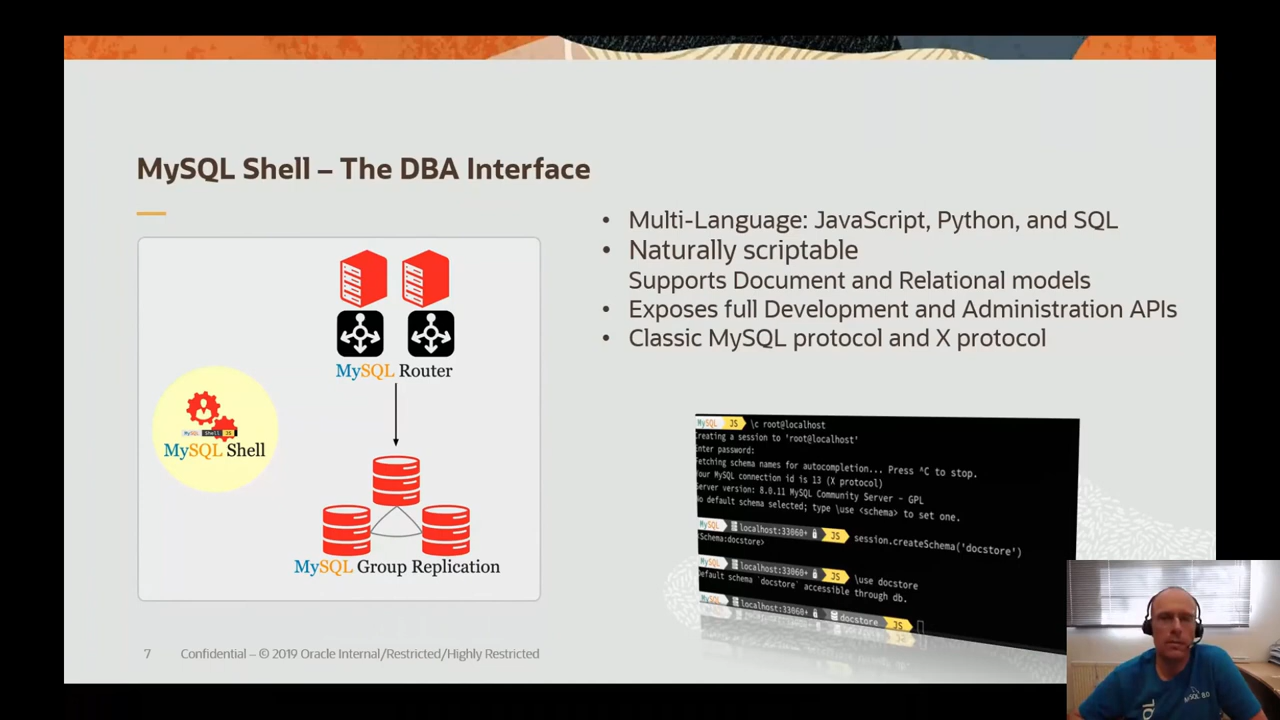 MySQL Shell – The DBA Interface
• Multi-Language: JavaScript, Python, and SQL
• Naturally scriptable
Supports Document and Relational models
• Exposes full Development and Administration APIs
• Classic MySQL protocol and X protocol
MySQL Router
MySQL Shell JS
MySQL Shell
MySQL Group Replication
MySQL JS \c root@localhost
Creating a session to 'root@localhost'
Enter password:
Fetching schema names for autocompletion... Press ^C to stop.
Your MySQL connection id is 13 (X protocol)
Server version: 8.0.11 MySQL Community Server - GPL
No default schema selected; type \use <schema> to set one.
MySQL localhost:33060+ JS session.createSchema('docstore')
<Schema:docstore>
MySQL localhost:33060+ JS \use docstore
Default schema `docstore` accessible through db.
MySQL localhost:33060+ docstore JS
7 Confidential – © 2019 Oracle Internal/Restricted/Highly Restricted
MySQL 8.0